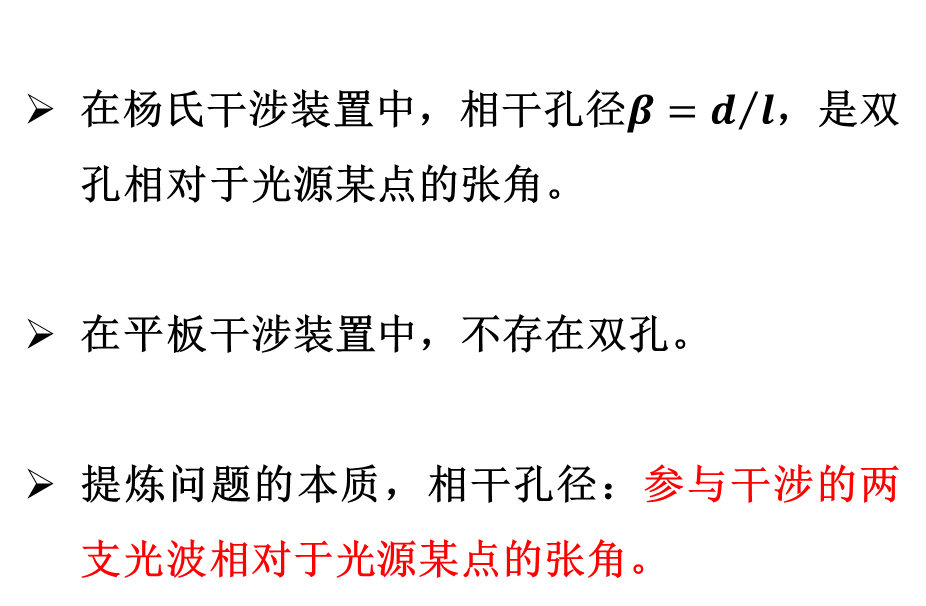 ➢ 在杨氏干涉装置中，相干孔径β = d/l，是双
孔相对于光源某点的张角。
➢ 在平板干涉装置中，不存在双孔。
➢ 提炼问题的本质，相干孔径：参与干涉的两
支光波相对于光源某点的张角。